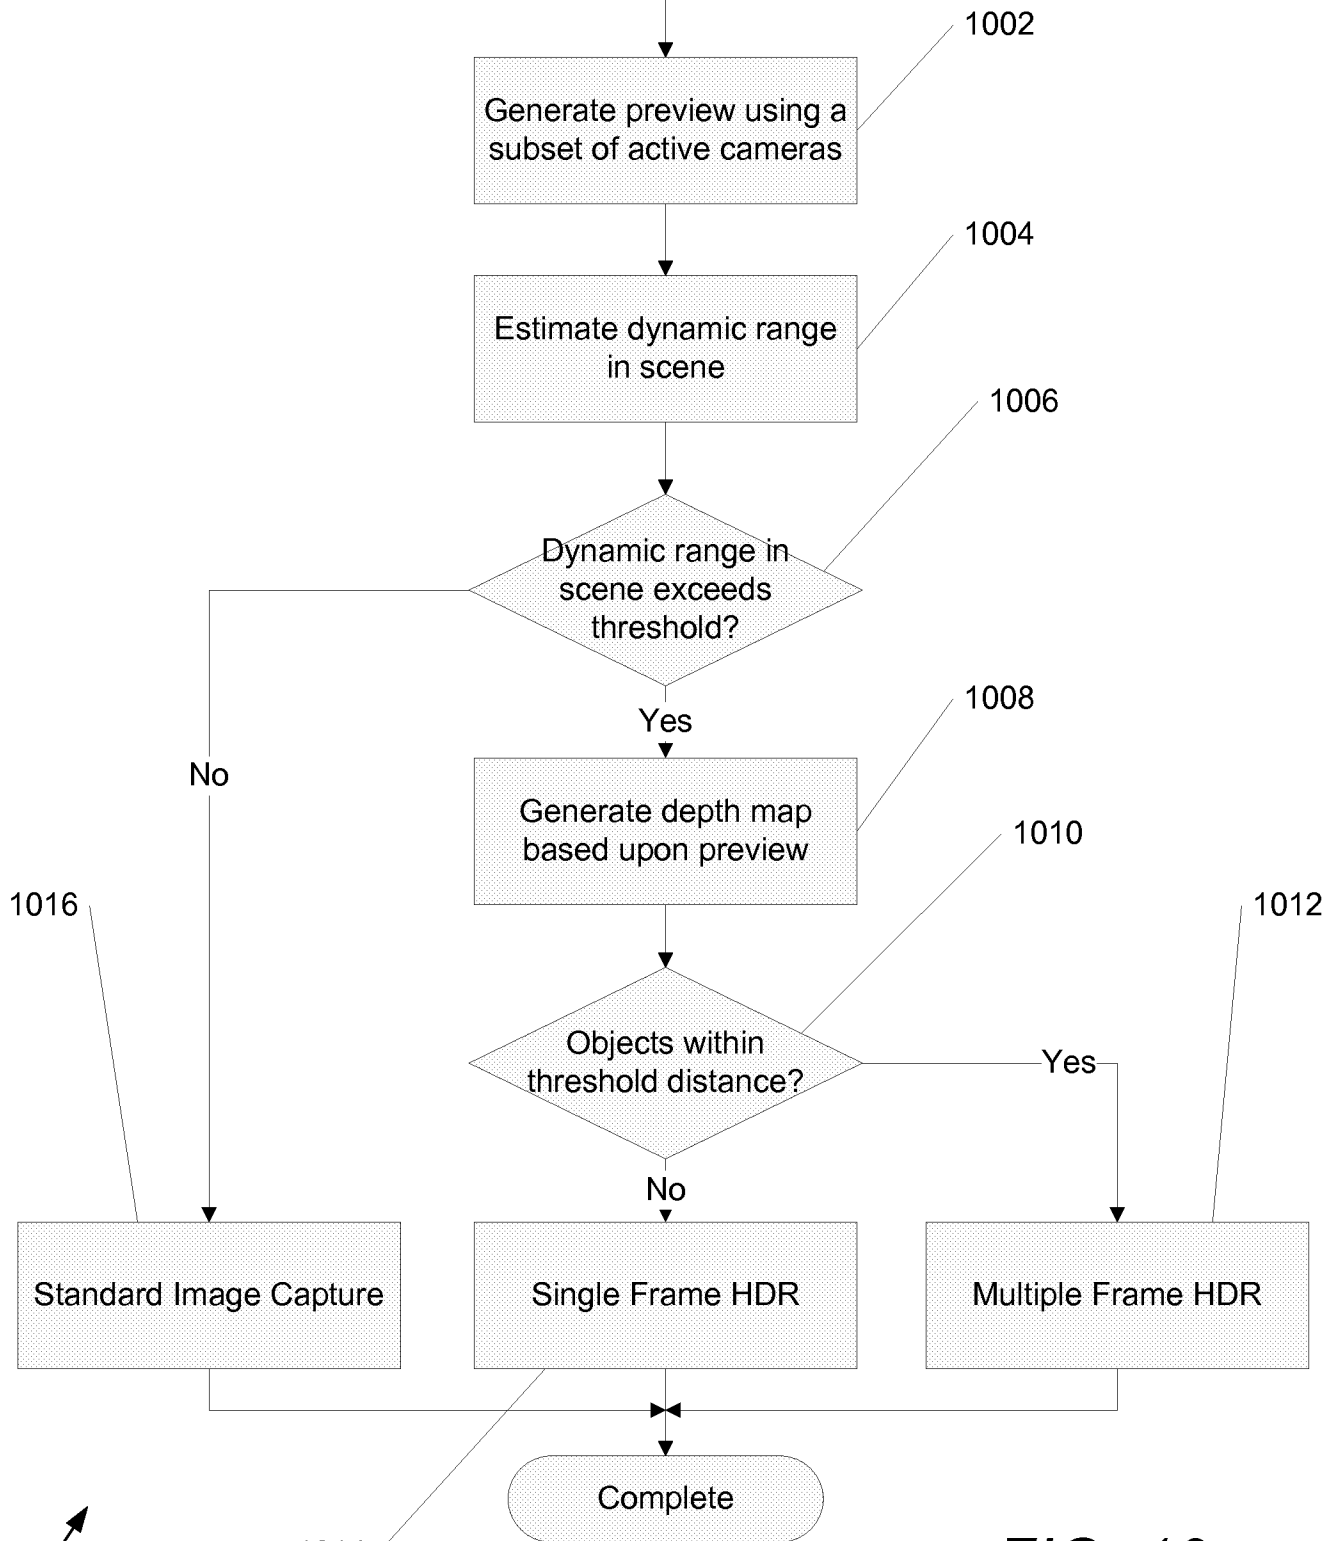 1002
Generate preview using a
subset of active cameras
1004
Estimate dynamic range
in scene
1006
Dynamic range in
scene exceeds
threshold?
Yes
1008
No
Generate depth map
based upon preview
1010
1016
1012
Objects within
threshold distance?
Yes
No
Standard Image Capture
Single Frame HDR
Multiple Frame HDR
Complete